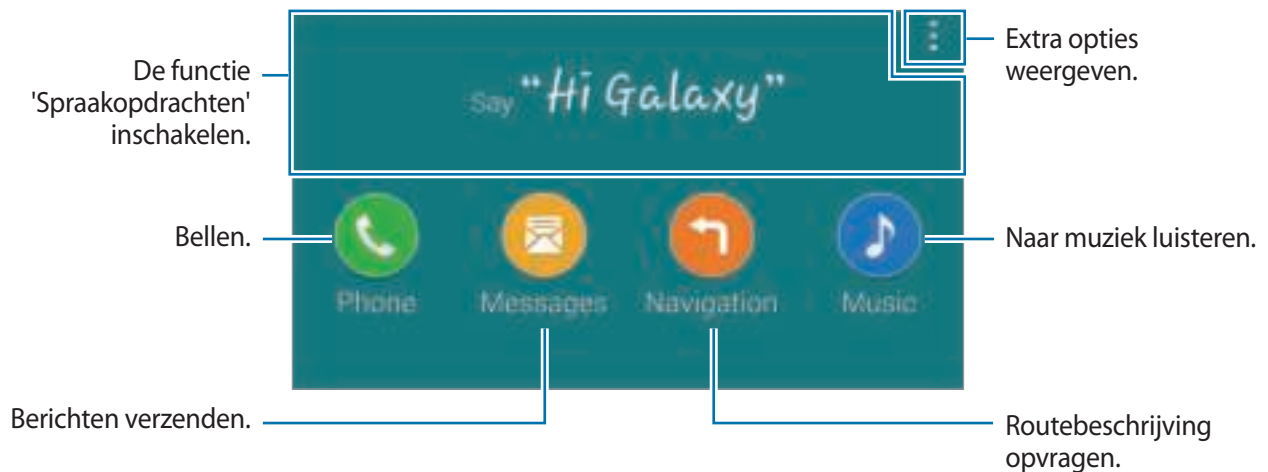 De functie
'Spraakopdrachten'
inschakelen.
Extra opties
weergeven.
Say "Hi Galaxy"
Bellen.
Naar muziek luisteren.
Phone
Messages
Navigation
Music
Berichten verzenden.
Routebeschrijving
opvragen.